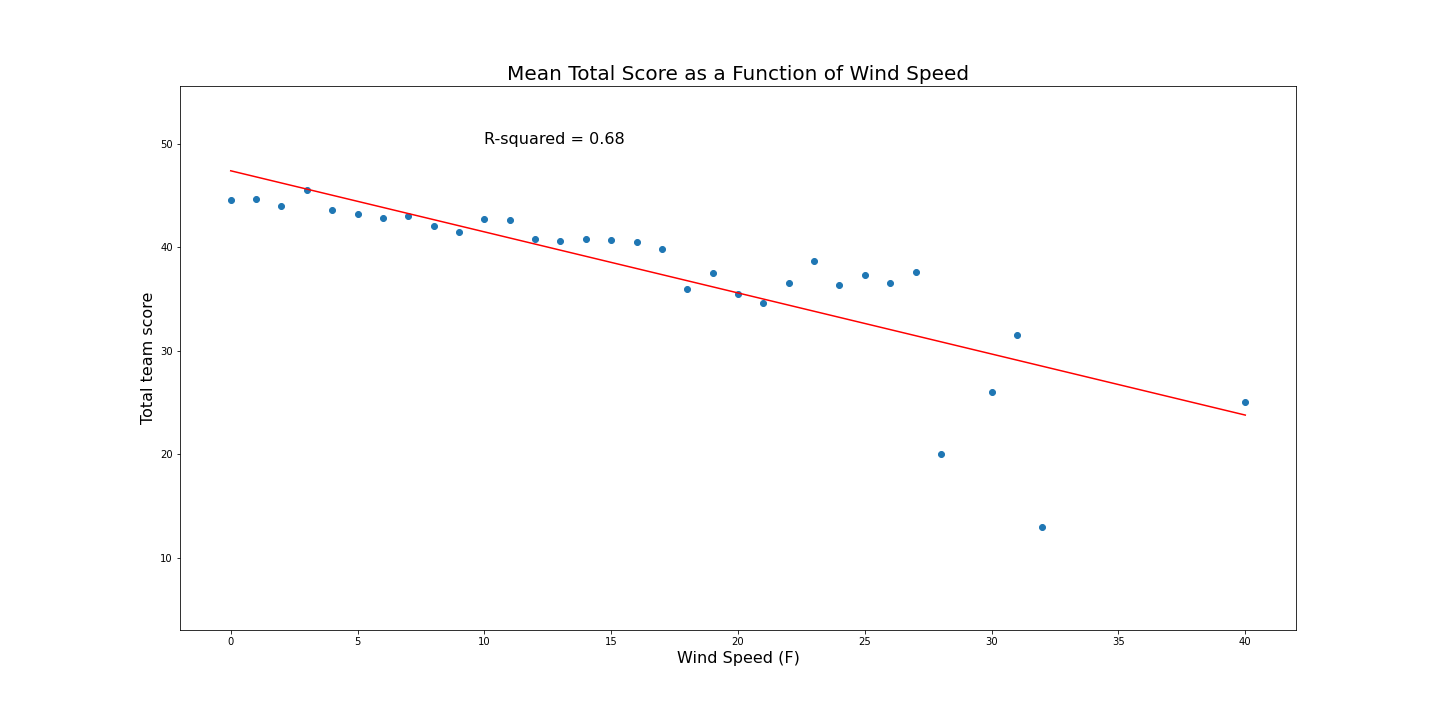 Mean Total Score as a Function of Wind Speed
R-squared = 0.68
Total team score
50
40
30
20
10
0 5 10 15 20 25 30 35 40
Wind Speed (F)